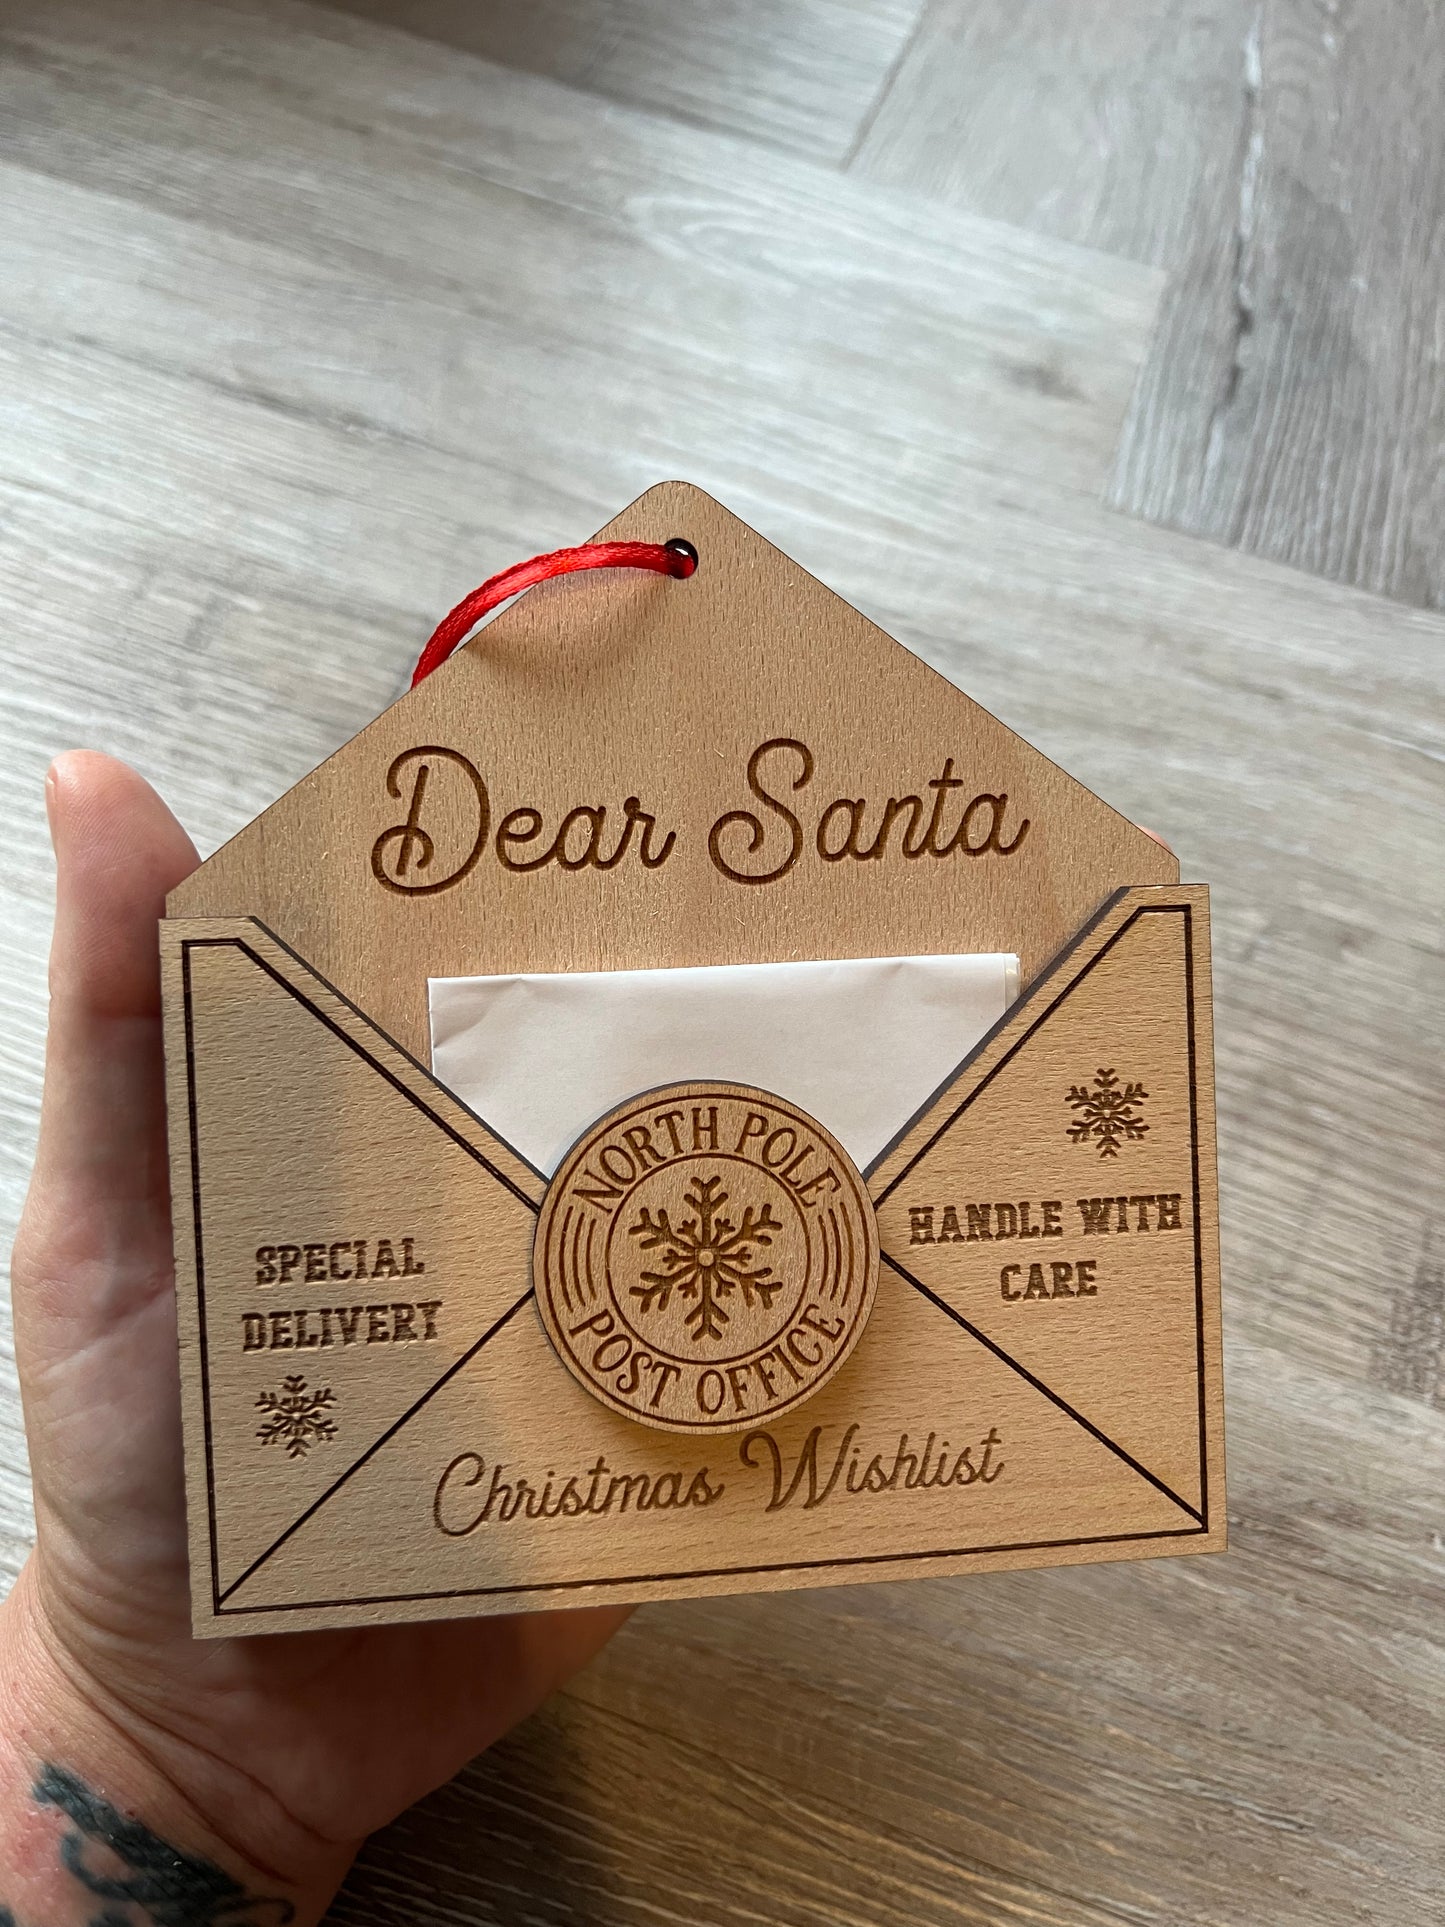 Dear Santa
NORTH POLE
POST OFFICE
SPECIAL
DELIVERY
HANDLE WITH
CARE
Christmas Wishlist